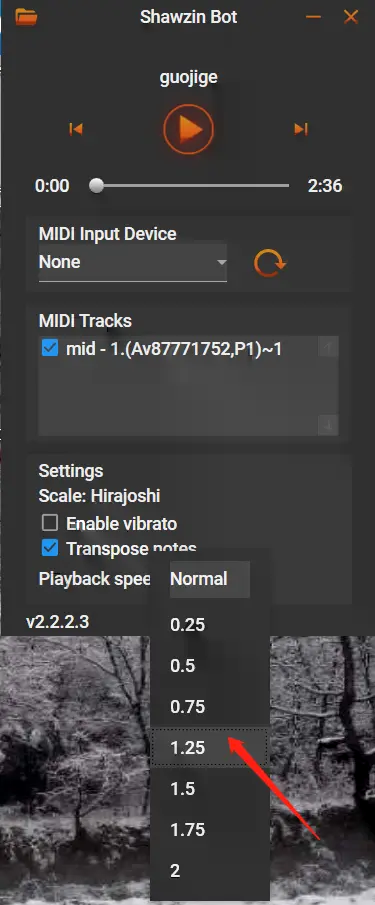 Shawzin Bot
guojige
0:00 2:36
MIDI Input Device
None
MIDI Tracks
mid - 1.(Av87771752,P1)~1
Settings
Scale: Hirajoshi
Enable vibrato
Transpose notes
Playback spee Normal
v2.2.2.3
0.25
0.5
0.75
1.25
1.5
1.75
2